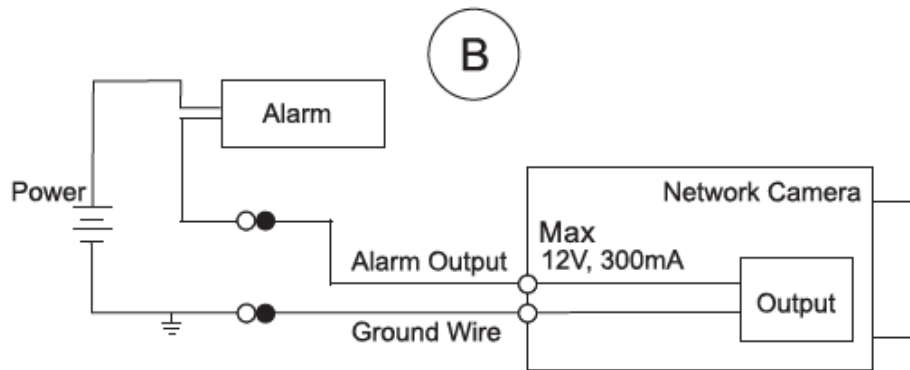 B
Alarm
Power
Network Camera
Max
12V, 300mA
Alarm Output
Output
Ground Wire